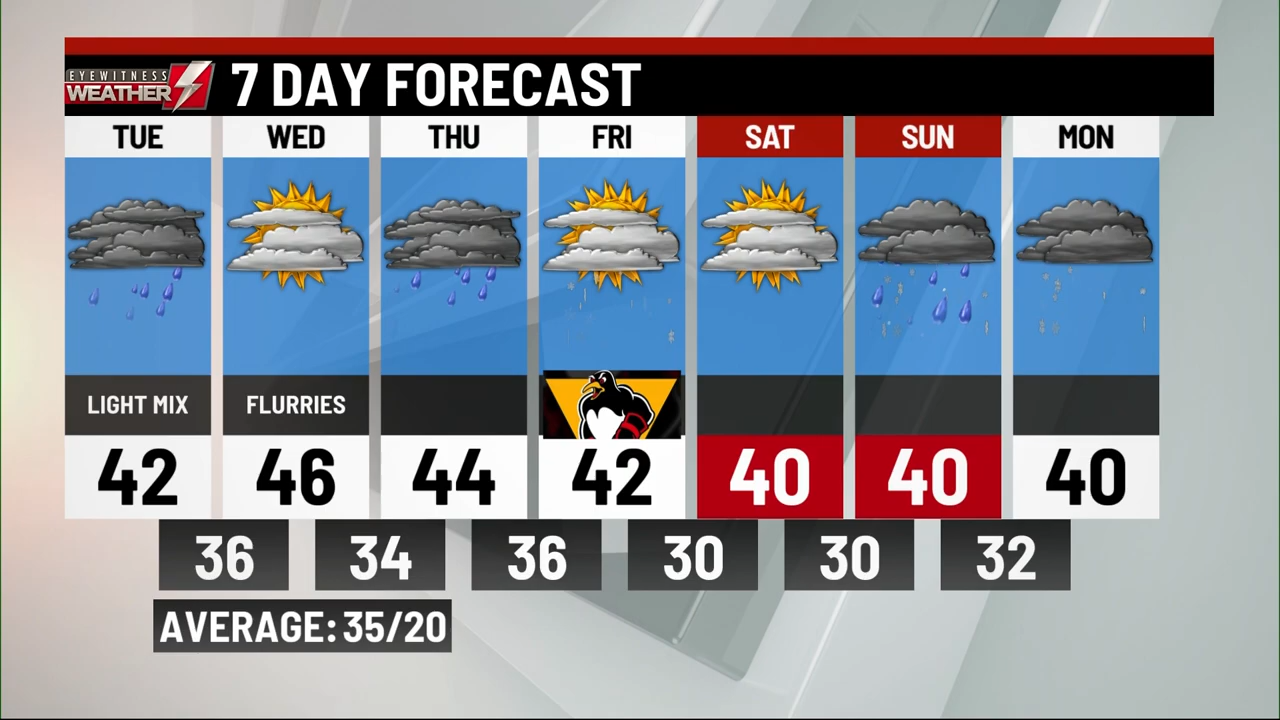 EYEWITNESS
WEATHER
7 DAY FORECAST
TUE WED THU FRI SAT SUN MON
LIGHT MIX FLURRIES
42 46 44 42 40 40 40
36 34 36 30 30 32
AVERAGE: 35/20